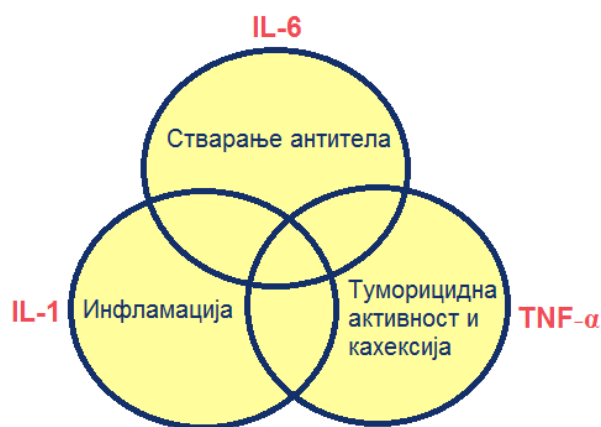 IL-6
Стварање антитела
IL-1
Инфламација
Туморицидна
активност и
кахексија
TNF-α